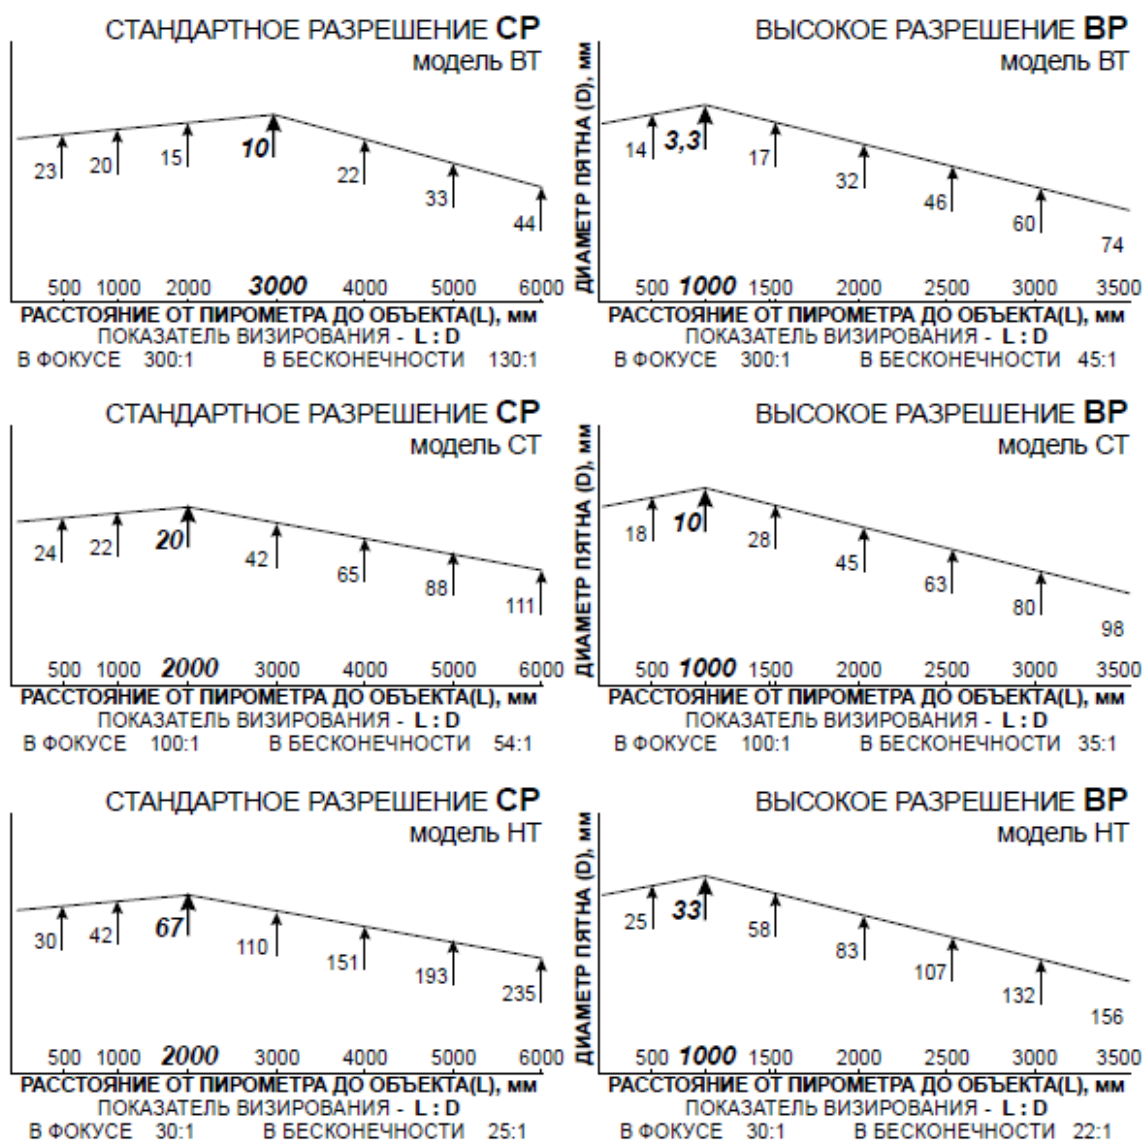 СТАНДАРТНОЕ РАЗРЕШЕНИЕ СР
модель ВТ
23 20 15 10 22 33 44
500 1000 2000 3000 4000 5000 6000
РАССТОЯНИЕ ОТ ПИРОМЕТРА ДО ОБЪЕКТА(L), мм
ПОКАЗАТЕЛЬ ВИЗИРОВАНИЯ - L : D
В ФОКУСЕ 300:1 В БЕСКОНЕЧНОСТИ 130:1
ВЫСОКОЕ РАЗРЕШЕНИЕ ВР
модель ВТ
ДИАМЕТР ПЯТНА (D), мм
14 3,3 17 32 46 60 74
500 1000 1500 2000 2500 3000 3500
РАССТОЯНИЕ ОТ ПИРОМЕТРА ДО ОБЪЕКТА(L), мм
ПОКАЗАТЕЛЬ ВИЗИРОВАНИЯ - L : D
В ФОКУСЕ 300:1 В БЕСКОНЕЧНОСТИ 45:1
СТАНДАРТНОЕ РАЗРЕШЕНИЕ СР
модель СТ
24 22 20 42 65 88 111
500 1000 2000 3000 4000 5000 6000
РАССТОЯНИЕ ОТ ПИРОМЕТРА ДО ОБЪЕКТА(L), мм
ПОКАЗАТЕЛЬ ВИЗИРОВАНИЯ - L : D
В ФОКУСЕ 100:1 В БЕСКОНЕЧНОСТИ 54:1
ВЫСОКОЕ РАЗРЕШЕНИЕ ВР
модель СТ
ДИАМЕТР ПЯТНА (D), мм
18 10 28 45 63 80 98
500 1000 1500 2000 2500 3000 3500
РАССТОЯНИЕ ОТ ПИРОМЕТРА ДО ОБЪЕКТА(L), мм
ПОКАЗАТЕЛЬ ВИЗИРОВАНИЯ - L : D
В ФОКУСЕ 100:1 В БЕСКОНЕЧНОСТИ 35:1
СТАНДАРТНОЕ РАЗРЕШЕНИЕ СР
модель НТ
30 42 67 110 151 193 235
500 1000 2000 3000 4000 5000 6000
РАССТОЯНИЕ ОТ ПИРОМЕТРА ДО ОБЪЕКТА(L), мм
ПОКАЗАТЕЛЬ ВИЗИРОВАНИЯ - L : D
В ФОКУСЕ 30:1 В БЕСКОНЕЧНОСТИ 25:1
ВЫСОКОЕ РАЗРЕШЕНИЕ ВР
модель НТ
ДИАМЕТР ПЯТНА (D), мм
25 33 58 83 107 132 156
500 1000 1500 2000 2500 3000 3500
РАССТОЯНИЕ ОТ ПИРОМЕТРА ДО ОБЪЕКТА(L), мм
ПОКАЗАТЕЛЬ ВИЗИРОВАНИЯ - L : D
В ФОКУСЕ 30:1 В БЕСКОНЕЧНОСТИ 22:1